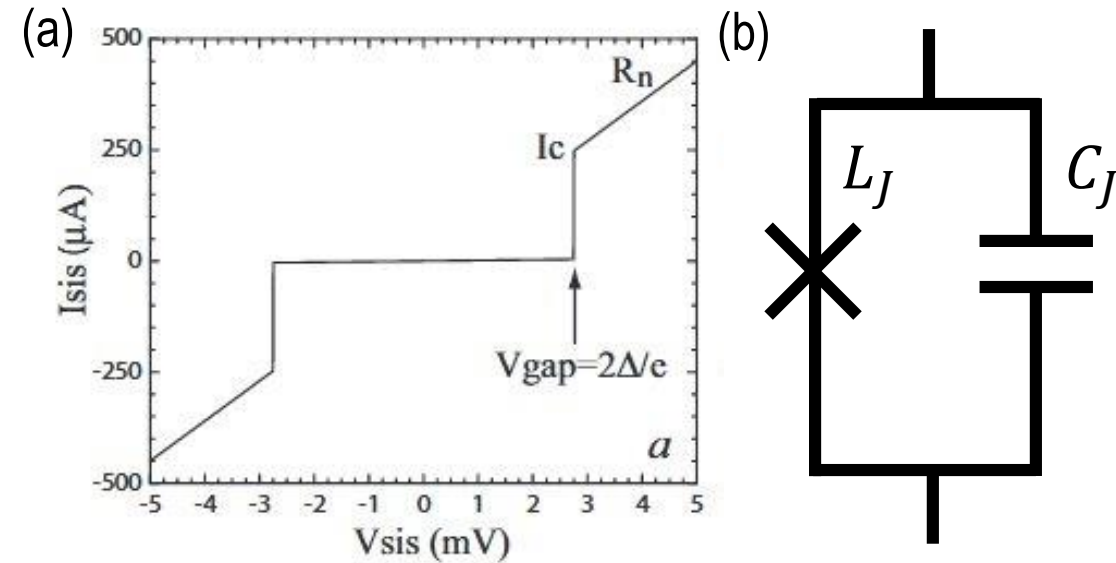 (a)
500
250
0
-250
-500
Isis (μA)
Rn
Ic
Vgap=2Δ/e
a
-5 -4 -3 -2 -1 0 1 2 3 4 5
Vsis (mV)
(b)
L_J
C_J